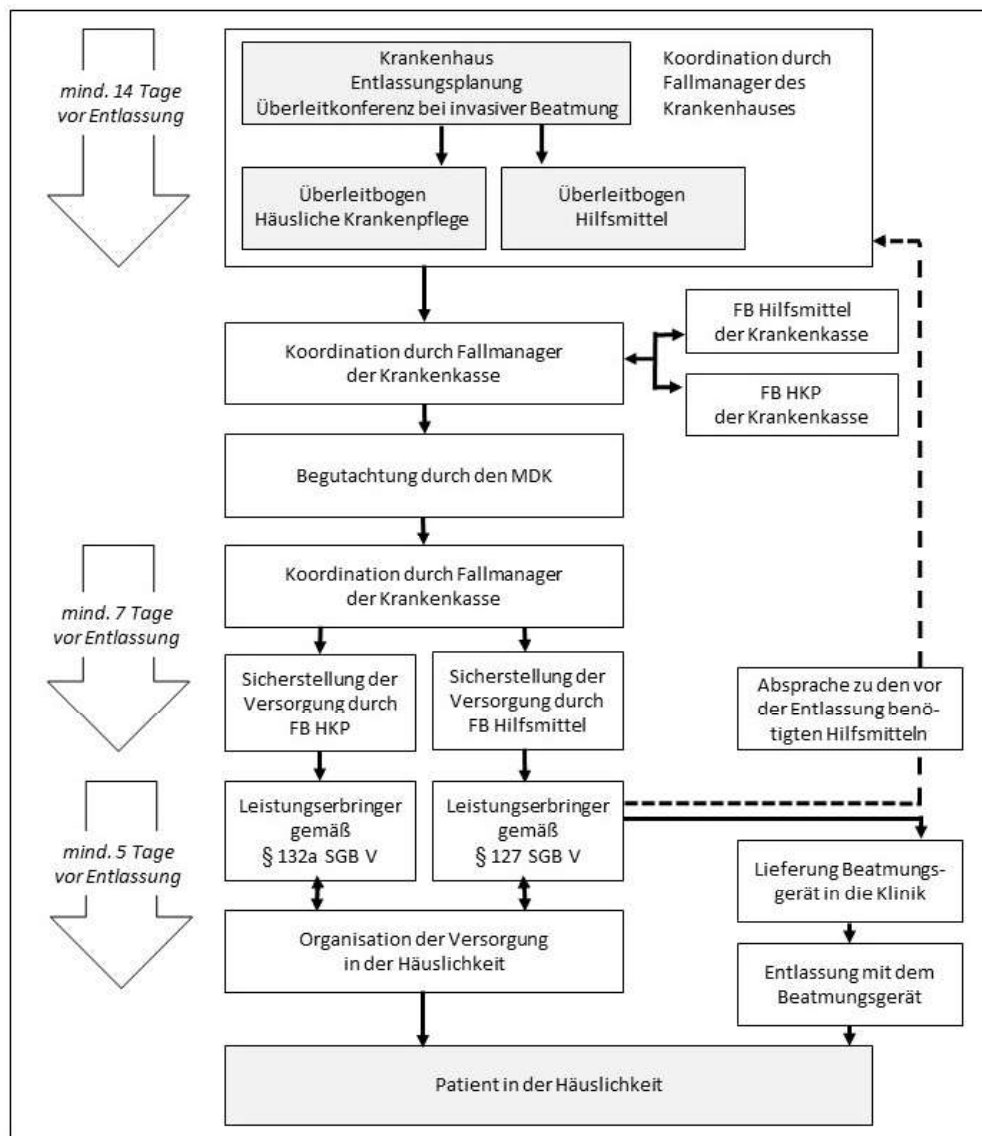 mind. 14 Tage
vor Entlassung
Krankenhaus
Entlassungsplanung
Überleitkonferenz bei invasiver Beatmung
Koordination durch
Fallmanager des
Krankenhauses
Überleitbogen
Häusliche Krankenpflege
Überleitbogen
Hilfsmittel
Koordination durch Fallmanager
der Krankenkasse
FB Hilfsmittel
der Krankenkasse
FB HKP
der Krankenkasse
Begutachtung durch den MDK
mind. 7 Tage
vor Entlassung
Koordination durch Fallmanager
der Krankenkasse
Sicherstellung der
Versorgung durch
FB HKP
Sicherstellung der
Versorgung durch
FB Hilfsmittel
Absprache zu den vor
der Entlassung benö-
tigten Hilfsmitteln
mind. 5 Tage
vor Entlassung
Leistungserbringer
gemäß
§ 132a SGB V
Leistungserbringer
gemäß
§ 127 SGB V
Lieferung Beatmungs-
gerät in die Klinik
Organisation der Versorgung
in der Häuslichkeit
Entlassung mit dem
Beatmungsgerät
Patient in der Häuslichkeit